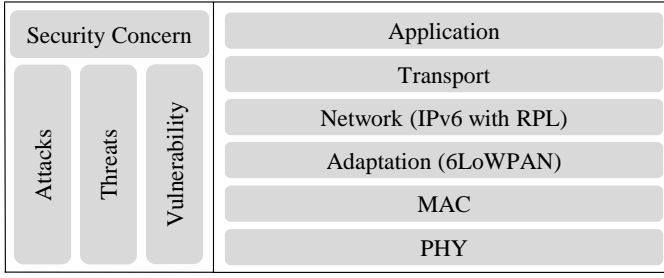 Security Concern
Attacks
Threats
Vulnerability
Application
Transport
Network (IPv6 with RPL)
Adaptation (6LoWPAN)
MAC
PHY